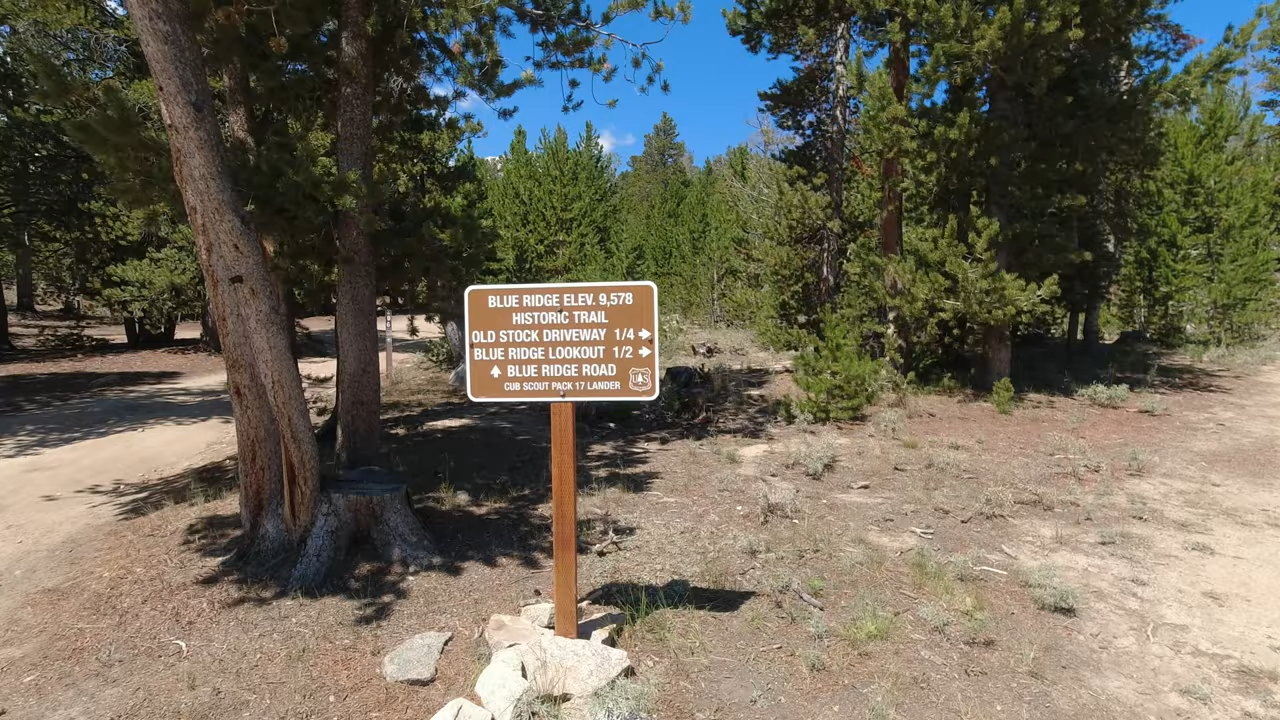 BLUE RIDGE ELEV. 9,578
HISTORIC TRAIL
OLD STOCK DRIVEWAY 1/4 →
BLUE RIDGE LOOKOUT 1/2 →
↑ BLUE RIDGE ROAD
CUB SCOUT PACK 17 LANDER
U S